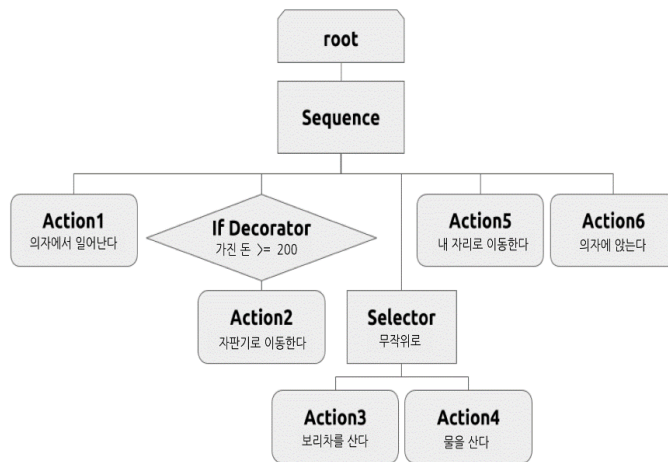 root
Sequence
Action1
의자에서 일어난다
If Decorator
가진 돈 >= 200
Action5
내 자리로 이동한다
Action6
의자에 앉는다
Action2
자판기로 이동한다
Selector
무작위로
Action3
보리차를 산다
Action4
물을 산다